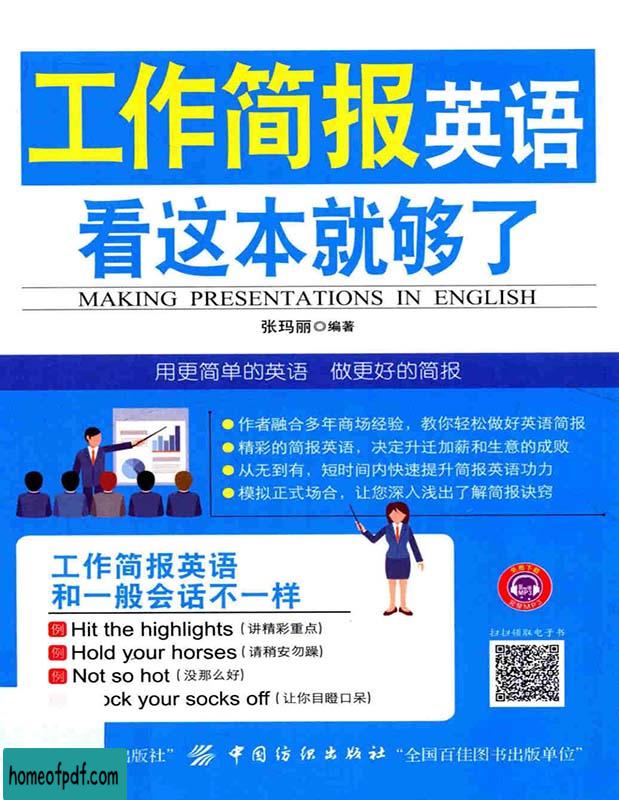 工作简报英语
看这本就够了
MAKING PRESENTATIONS IN ENGLISH
张玛丽◎编著
用更简单的英语 做更好的简报
作者融合多年商场经验，教你轻松做好英语简报
精彩的简报英语，决定升迁加薪和生意的成败
从无到有，短时间内快速提升简报英语功力
模拟正式场合，让您深入浅出了解简报诀窍
工作简报英语
和一般会话不一样
例 Hit the highlights (讲精彩重点)
例 Hold your horses (请稍安勿躁)
例 Not so hot (没那么好)
ock your socks off (让你目瞪口呆)
免费下载
MP3
扫扫领取电子书
出版社” 中国纺织出版社 “全国百佳图书出版单位”
homeofpdf.com